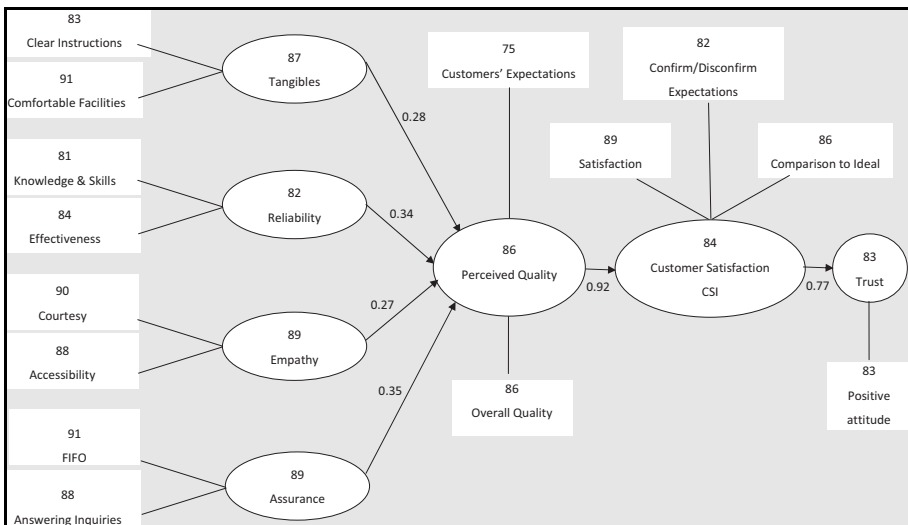 83
Clear Instructions
91
Comfortable Facilities
81
Knowledge & Skills
84
Effectiveness
90
Courtesy
88
Accessibility
91
FIFO
88
Answering Inquiries
87
Tangibles
82
Reliability
89
Empathy
89
Assurance
0.28
0.34
0.27
0.35
75
Customers’ Expectations
86
Perceived Quality
86
Overall Quality
0.92
89
Satisfaction
82
Confirm/Disconfirm
Expectations
86
Comparison to Ideal
84
Customer Satisfaction
CSI
0.77
83
Trust
83
Positive
attitude